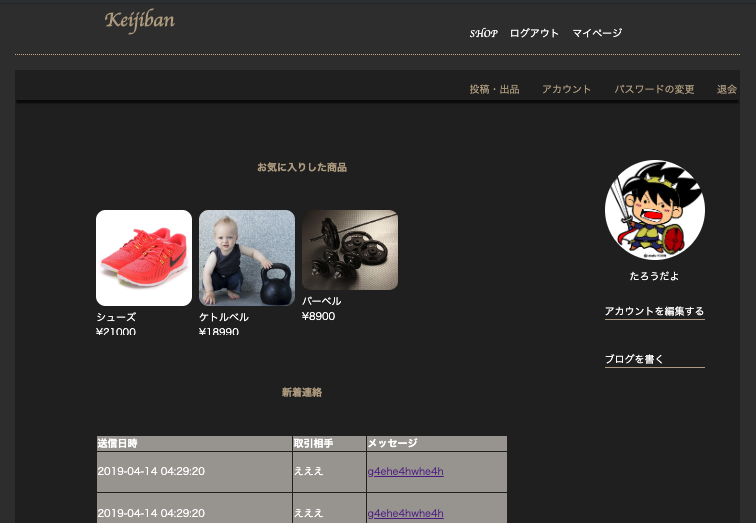 Keijiban
SHOP ログアウト マイページ
投稿・出品 アカウント パスワードの変更 退会
お気に入りした商品
シューズ
¥21000
ケトルベル
¥18990
バーベル
¥8900
たろうだよ
アカウントを編集する
ブログを書く
新着連絡
送信日時 取引相手 メッセージ
2019-04-14 04:29:20 えええ g4ehe4hwhe4h
2019-04-14 04:29:20 えええ g4ehe4hwhe4h